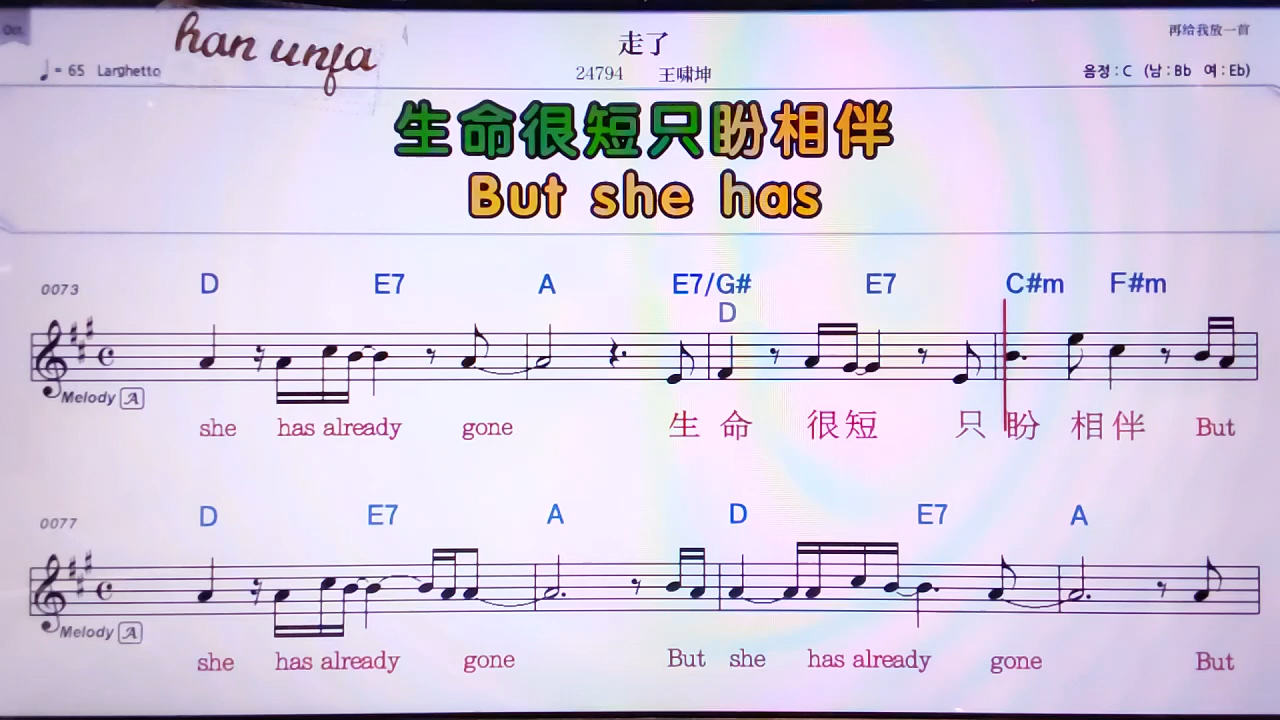 Oct.
han unfa
走了
再给我放一首
♩= 65 Larghetto
24794 王啸坤
음정 : C (남 : Bb 여 : Eb)
生命很短只盼相伴
But she has
0073
D E7 A E7/G# E7 C#m F#m
D
Melody A
she has already gone 生 命 很短 只 盼 相伴 But
0077
D E7 A D E7 A
Melody A
she has already gone But she has already gone But